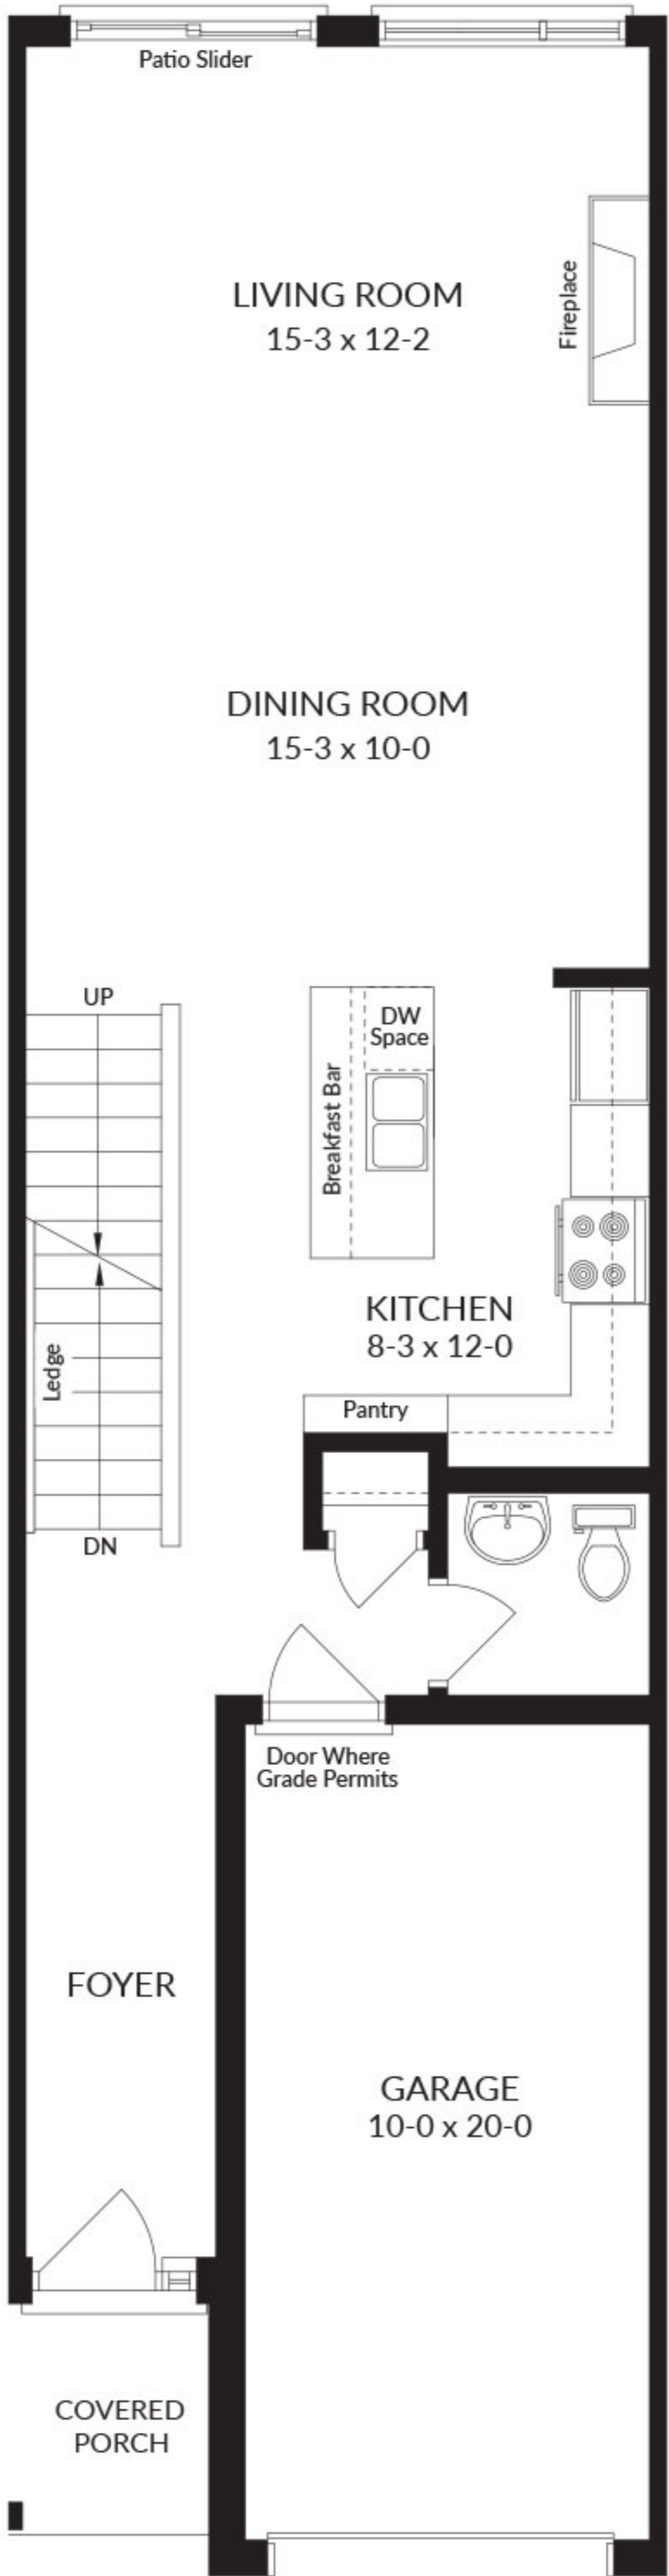 Patio Slider
LIVING ROOM
15-3 x 12-2
Fireplace
DINING ROOM
15-3 x 10-0
UP
DW
Space
Breakfast Bar
KITCHEN
8-3 x 12-0
Ledge
Pantry
DN
Door Where
Grade Permits
FOYER
GARAGE
10-0 x 20-0
COVERED
PORCH